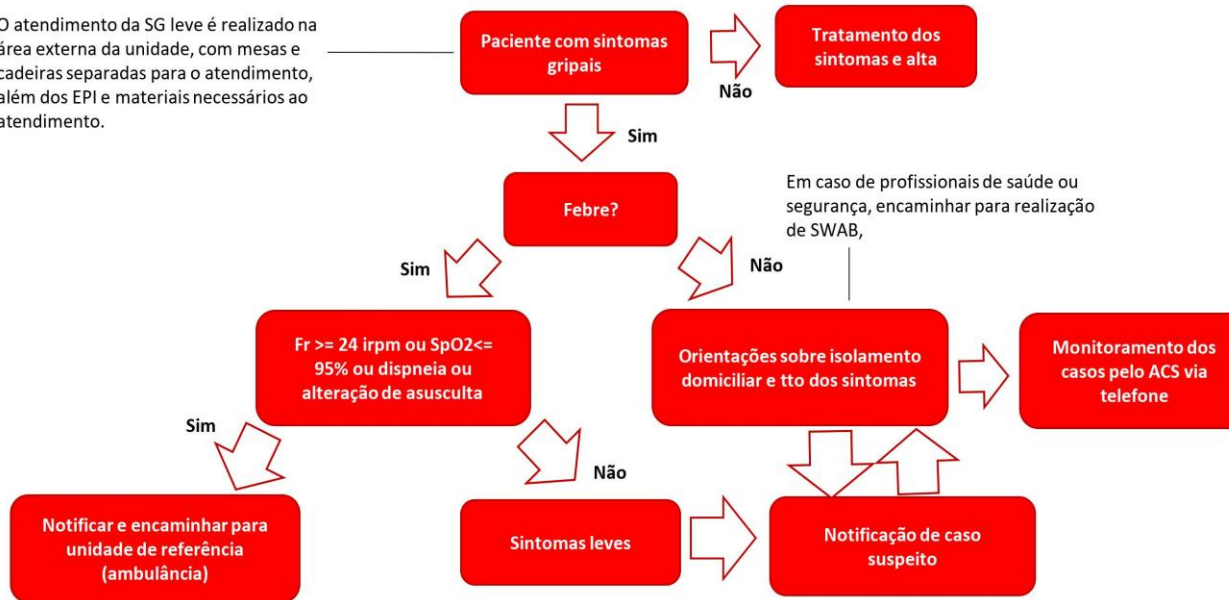 O atendimento da SG leve é realizado na
área externa da unidade, com mesas e
cadeiras separadas para o atendimento,
além dos EPI e materiais necessários ao
atendimento.
Paciente com sintomas
gripais
Não
Tratamento dos
sintomas e alta
Sim
Febre?
Em caso de profissionais de saúde ou
segurança, encaminhar para realização
de SWAB,
Sim
Não
Fr >= 24 irpm ou SpO2<=
95% ou dispneia ou
alteração de asusculta
Orientações sobre isolamento
domiciliar e tto dos sintomas
Monitoramento dos
casos pelo ACS via
telefone
Sim
Não
Notificar e encaminhar para
unidade de referência
(ambulância)
Sintomas leves
Notificação de caso
suspeito